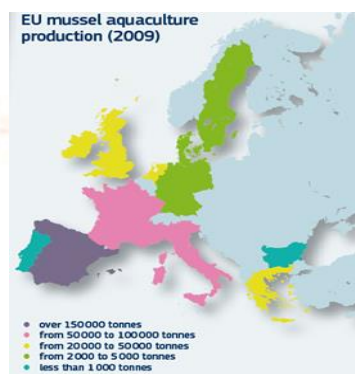 EU mussel aquaculture
production (2009)
over 150000 tonnes
from 50000 to 100000 tonnes
from 20000 to 50000 tonnes
from 2000 to 5000 tonnes
less than 1000 tonnes